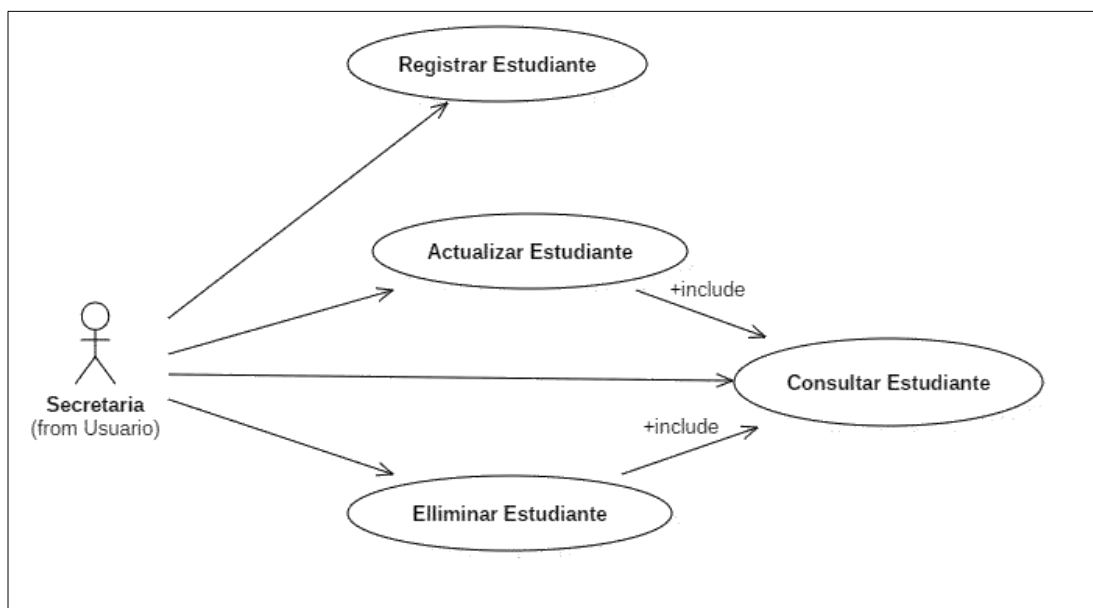 Registrar Estudiante
Actualizar Estudiante
+include
Consultar Estudiante
Secretaria
(from Usuario)
+include
Elliminar Estudiante